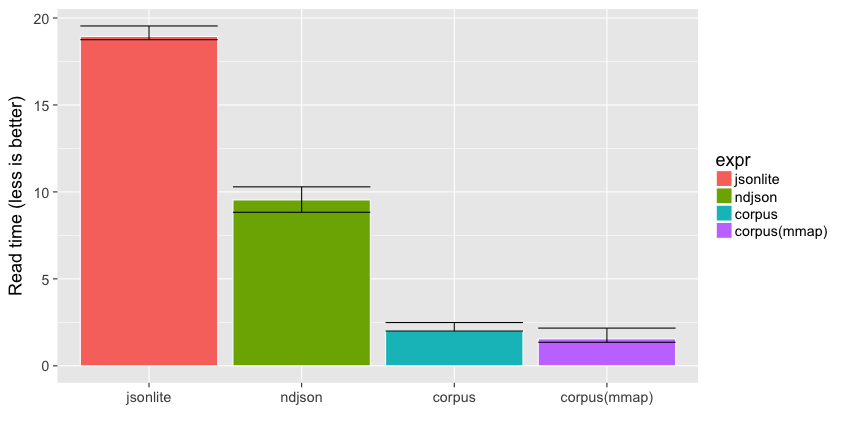 Read time (less is better)
20
15
10
5
0
jsonlite
ndjson
corpus
corpus(mmap)
expr
jsonlite
ndjson
corpus
corpus(mmap)